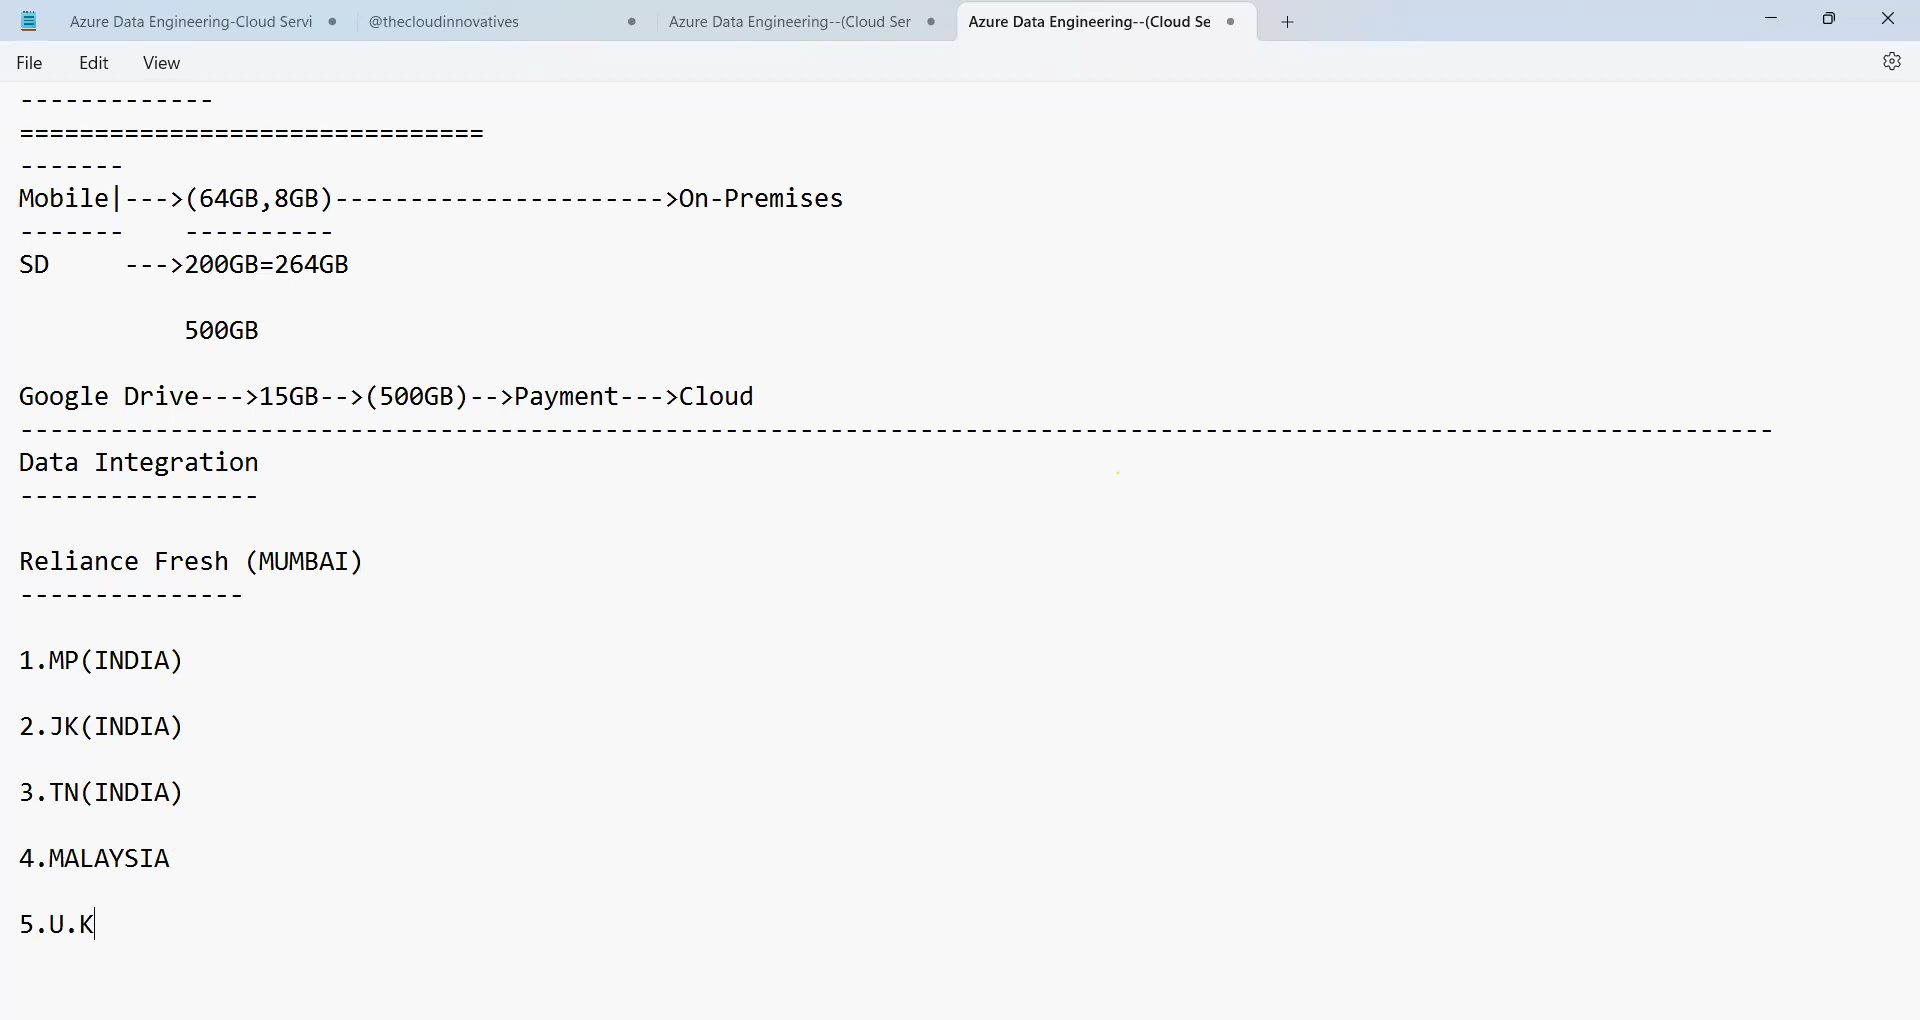 Azure Data Engineering-Cloud Servi
@thecloudinnovatives
Azure Data Engineering--(Cloud Ser
Azure Data Engineering--(Cloud Se
File Edit View
-------------
===============================
-------
Mobile|--->(64GB,8GB)---------------------->On-Premises
-------    ----------
SD     --->200GB=264GB
500GB
Google Drive--->15GB-->(500GB)-->Payment--->Cloud
---------------------------------------------------------------------------------------------------------------------
Data Integration
----------------
Reliance Fresh (MUMBAI)
---------------
1.MP(INDIA)
2.JK(INDIA)
3.TN(INDIA)
4.MALAYSIA
5.U.K